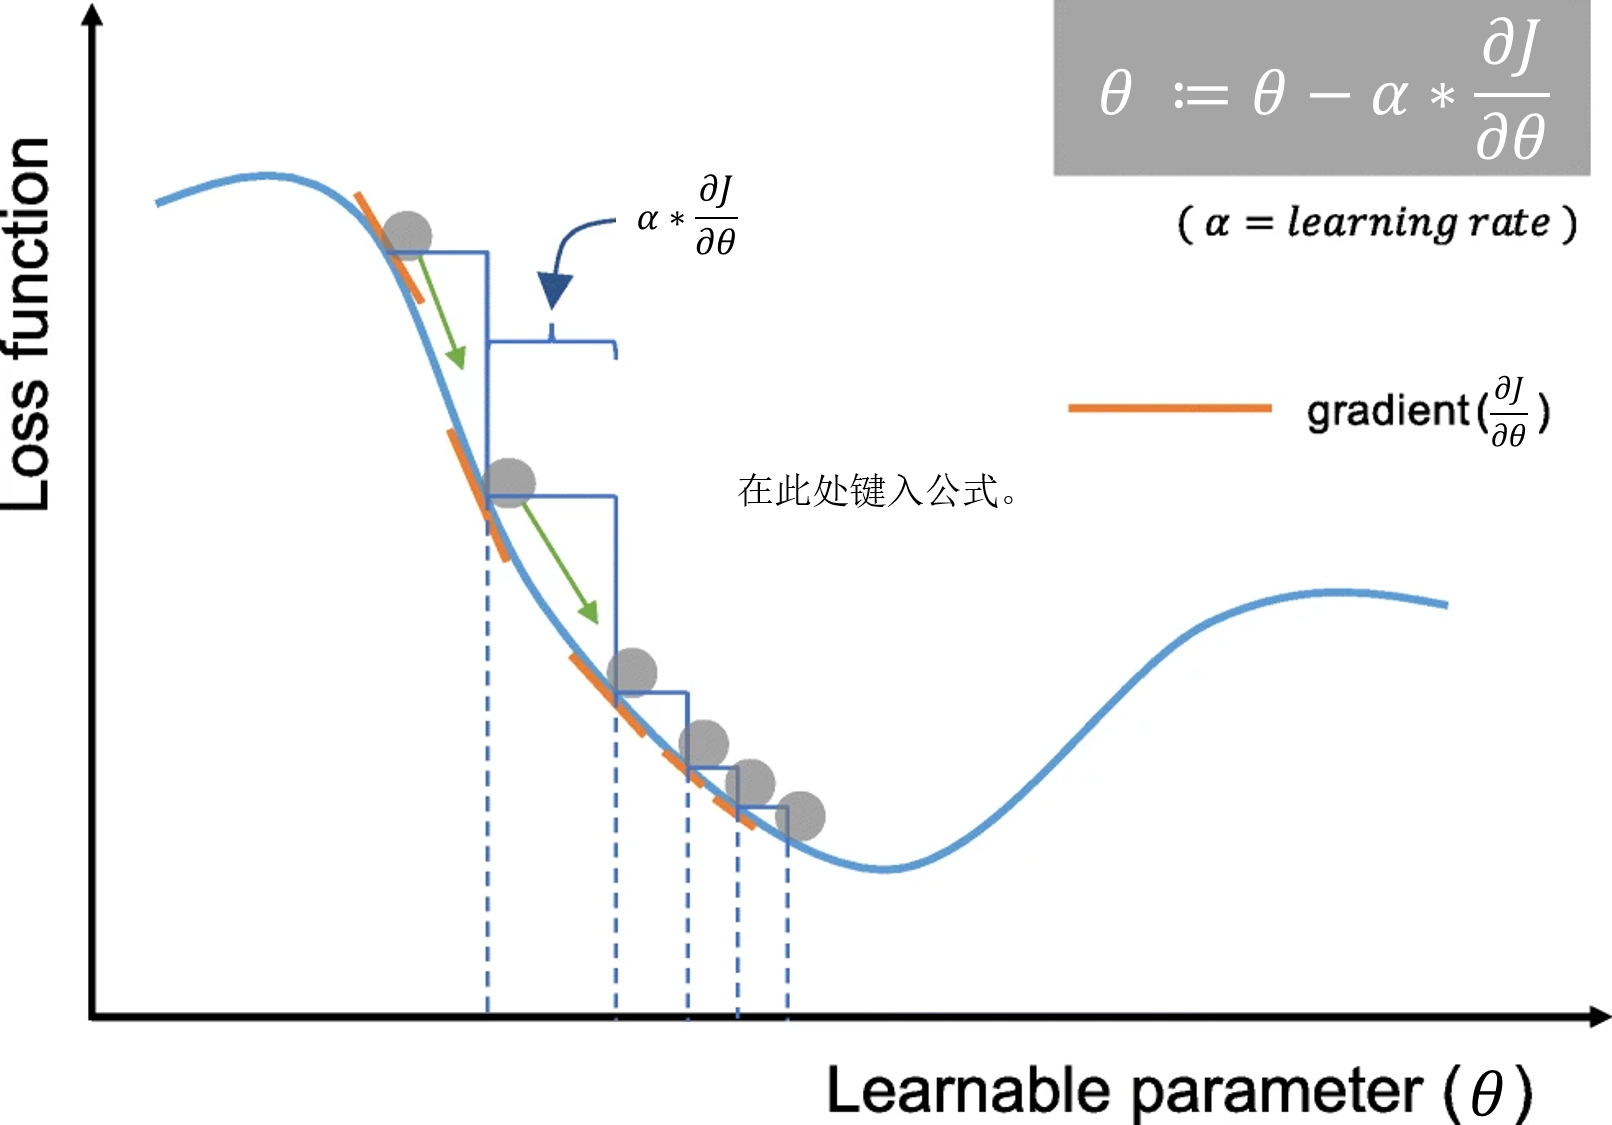 θ ≔ θ − α ∗ ∂J/∂θ
( α = learning rate )
α ∗ ∂J/∂θ
Loss function
gradient(∂J/∂θ)
在此处键入公式。
Learnable parameter (θ)